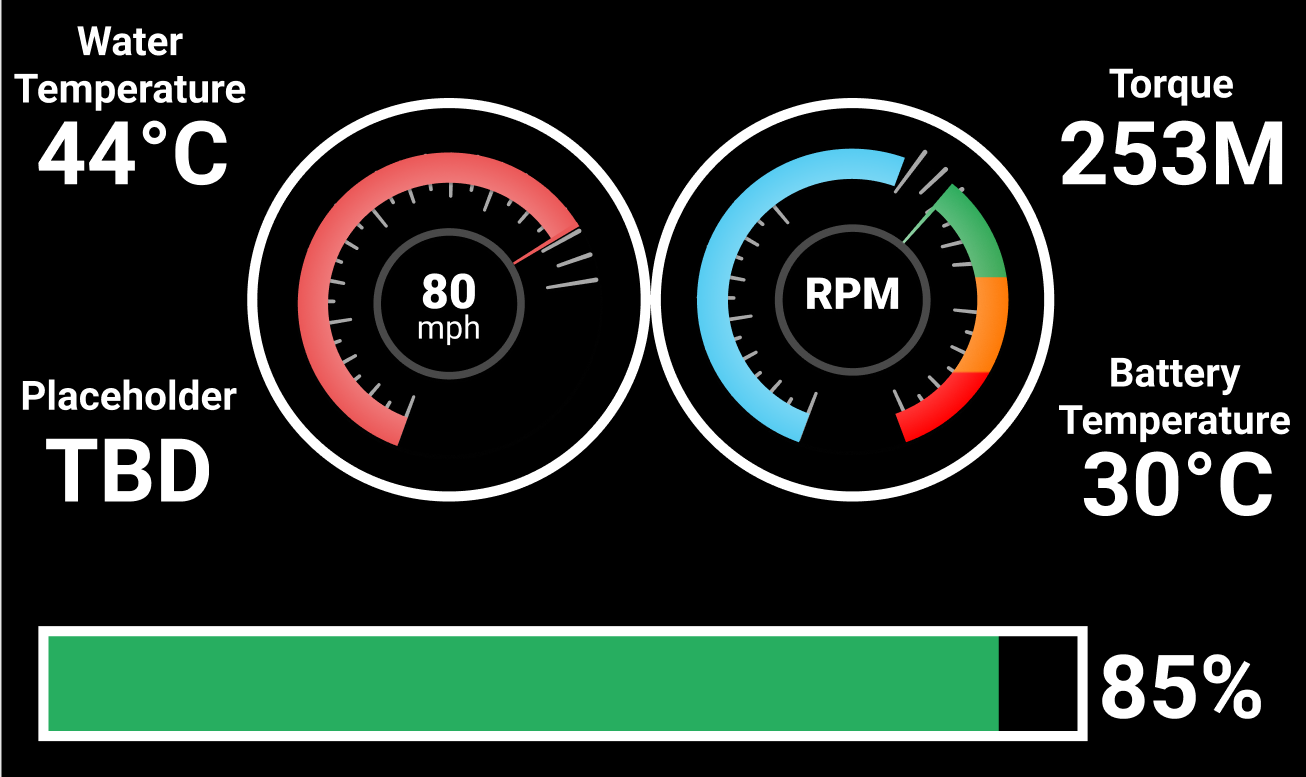 Water
Temperature
44°C
Placeholder
TBD
80
mph
RPM
Torque
253M
Battery
Temperature
30°C
85%